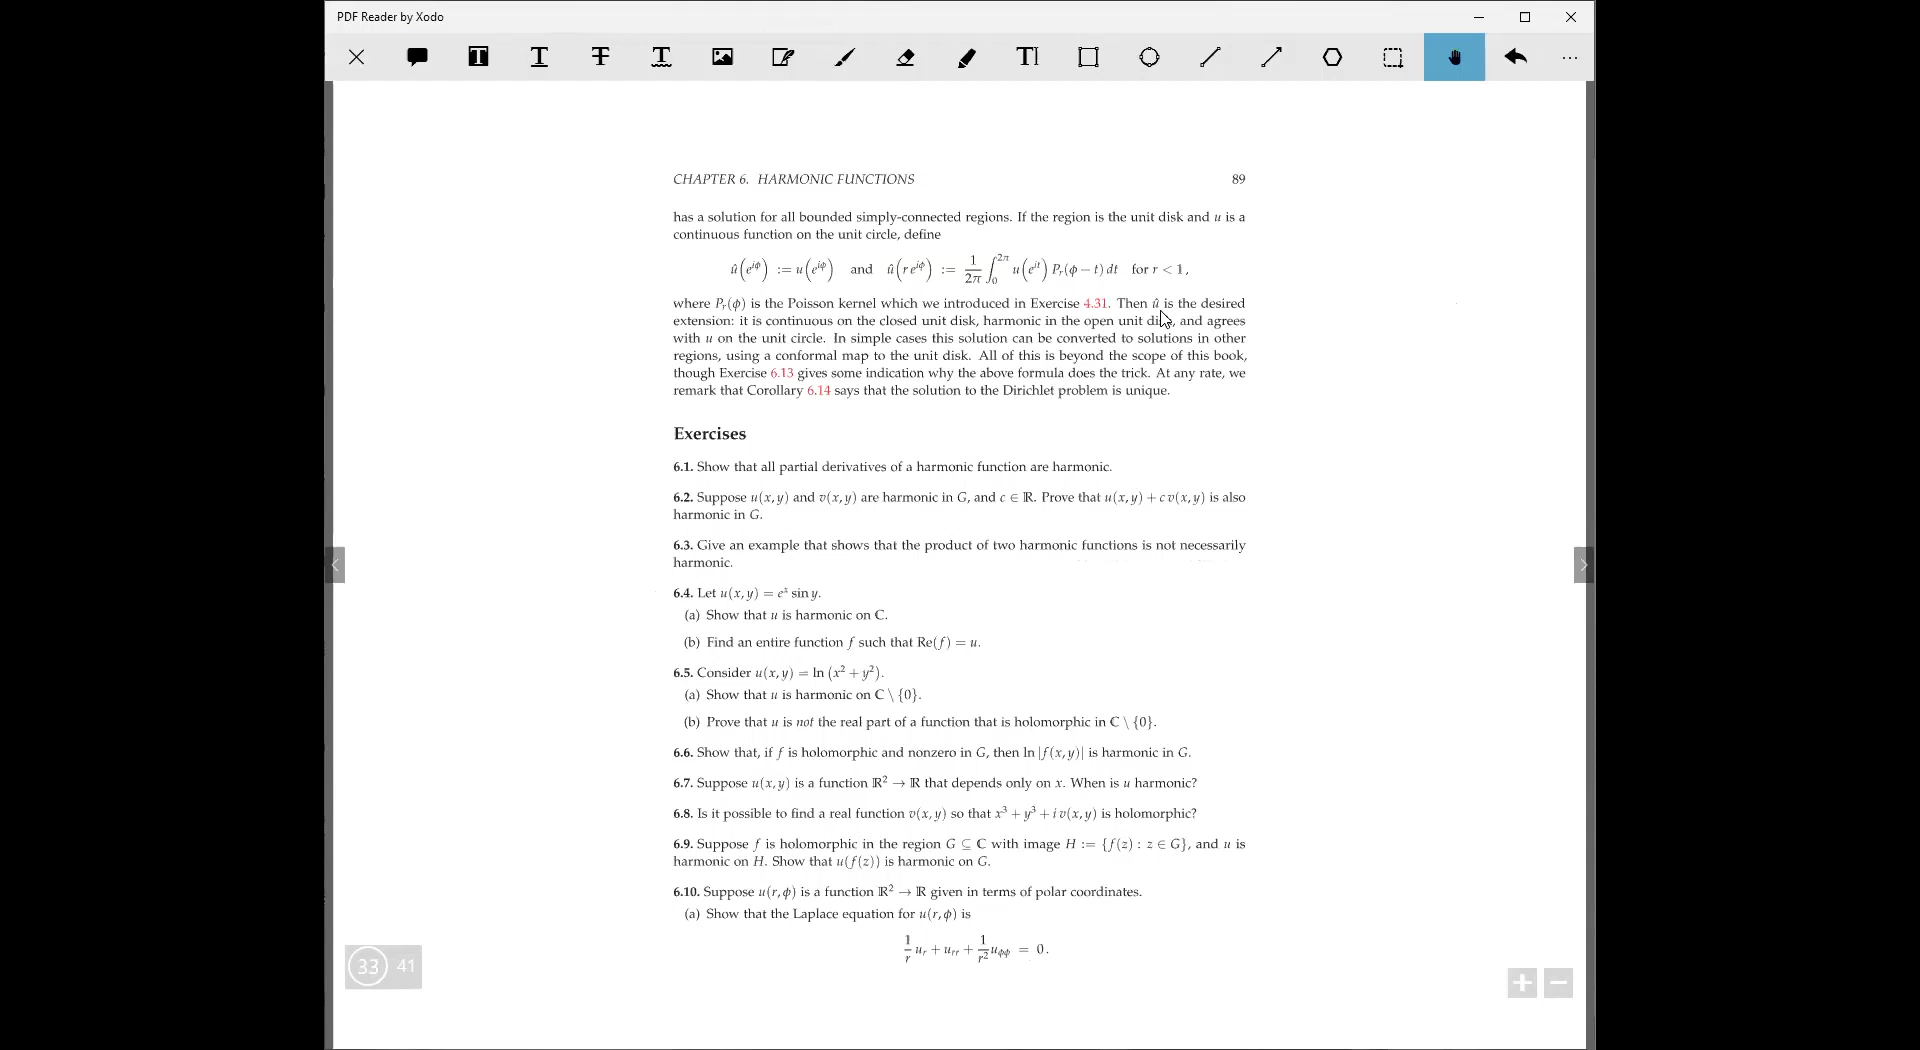 PDF Reader by Xodo
CHAPTER 6. HARMONIC FUNCTIONS 89
has a solution for all bounded simply-connected regions. If the region is the unit disk and u is a
continuous function on the unit circle, define
û(e^{iϕ}) := u(e^{iϕ}) and û(r e^{iϕ}) := 1/2π ∫_0^{2π} u(e^{it}) P_r(ϕ − t) dt for r < 1,
where P_r(ϕ) is the Poisson kernel which we introduced in Exercise 4.31. Then û is the desired
extension: it is continuous on the closed unit disk, harmonic in the open unit disk, and agrees
with u on the unit circle. In simple cases this solution can be converted to solutions in other
regions, using a conformal map to the unit disk. All of this is beyond the scope of this book,
though Exercise 6.13 gives some indication why the above formula does the trick. At any rate, we
remark that Corollary 6.14 says that the solution to the Dirichlet problem is unique.
Exercises
6.1. Show that all partial derivatives of a harmonic function are harmonic.
6.2. Suppose u(x, y) and v(x, y) are harmonic in G, and c ∈ ℝ. Prove that u(x, y) + c v(x, y) is also
harmonic in G.
6.3. Give an example that shows that the product of two harmonic functions is not necessarily
harmonic.
6.4. Let u(x, y) = e^x sin y.
(a) Show that u is harmonic on ℂ.
(b) Find an entire function f such that Re(f) = u.
6.5. Consider u(x, y) = ln (x² + y²).
(a) Show that u is harmonic on ℂ \ {0}.
(b) Prove that u is not the real part of a function that is holomorphic in ℂ \ {0}.
6.6. Show that, if f is holomorphic and nonzero in G, then ln |f(x, y)| is harmonic in G.
6.7. Suppose u(x, y) is a function ℝ² → ℝ that depends only on x. When is u harmonic?
6.8. Is it possible to find a real function v(x, y) so that x³ + y³ + i v(x, y) is holomorphic?
6.9. Suppose f is holomorphic in the region G ⊆ ℂ with image H := {f(z) : z ∈ G}, and u is
harmonic on H. Show that u(f(z)) is harmonic on G.
6.10. Suppose u(r, ϕ) is a function ℝ² → ℝ given in terms of polar coordinates.
(a) Show that the Laplace equation for u(r, ϕ) is
1/r u_r + u_{rr} + 1/r² u_{ϕϕ} = 0.
33 41